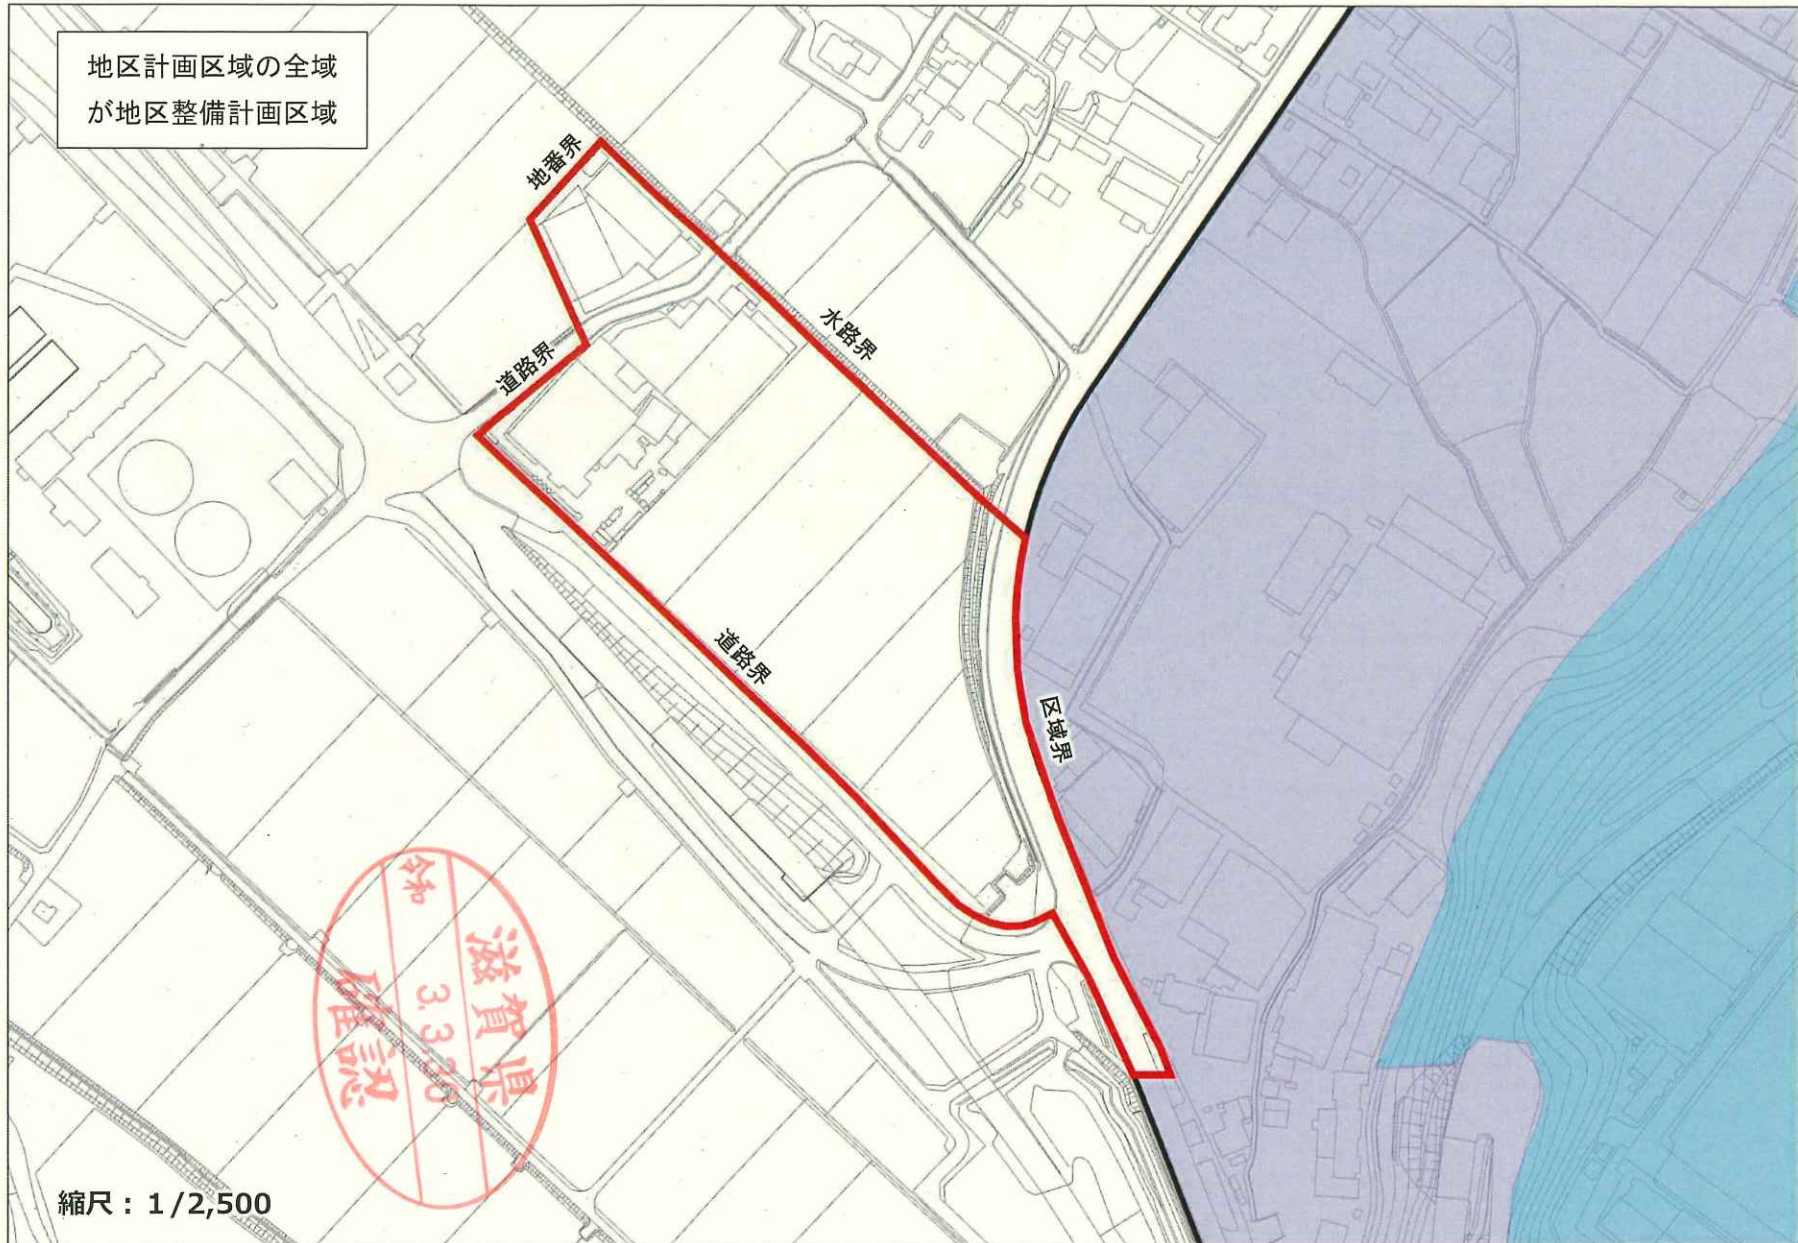 地区計画区域の全域
が地区整備計画区域
地番界
水路界
道路界
道路界
区域界
滋賀県
令和 3.3.30
確認
縮尺：1/2,500